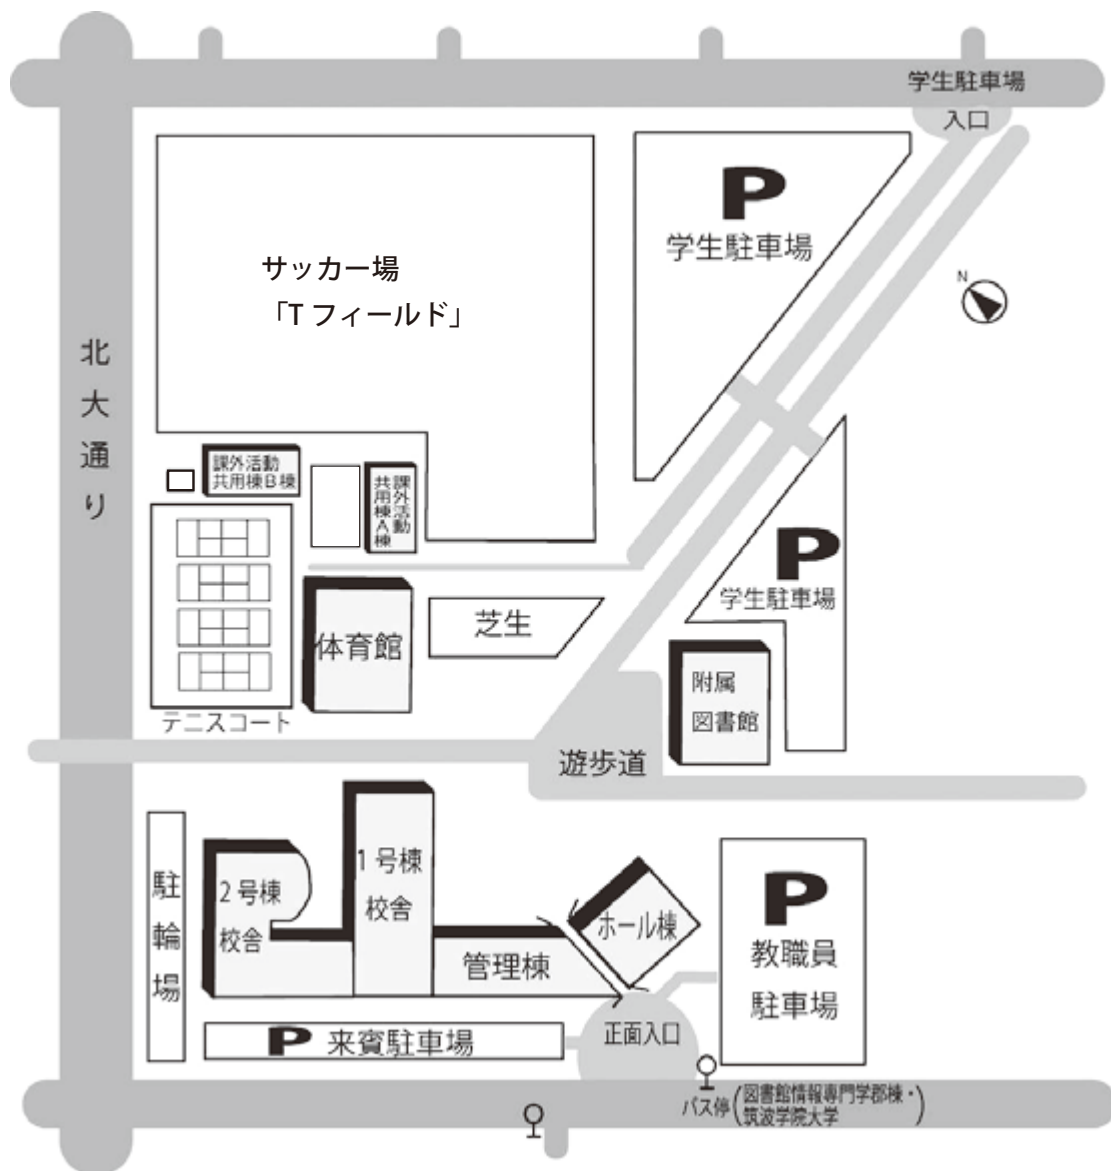 学生駐車場
入口
P
学生駐車場
サッカー場
「Tフィールド」
N
北大通り
課外活動
共用棟B棟
課外活動
共用棟A棟
P
学生駐車場
体育館
芝生
附属
図書館
テニスコート
遊歩道
駐輪場
2号棟
校舎
1号棟
校舎
管理棟
ホール棟
P
教職員
駐車場
P 来賓駐車場
正面入口
バス停(図書館情報専門学郡棟・
筑波学院大学)